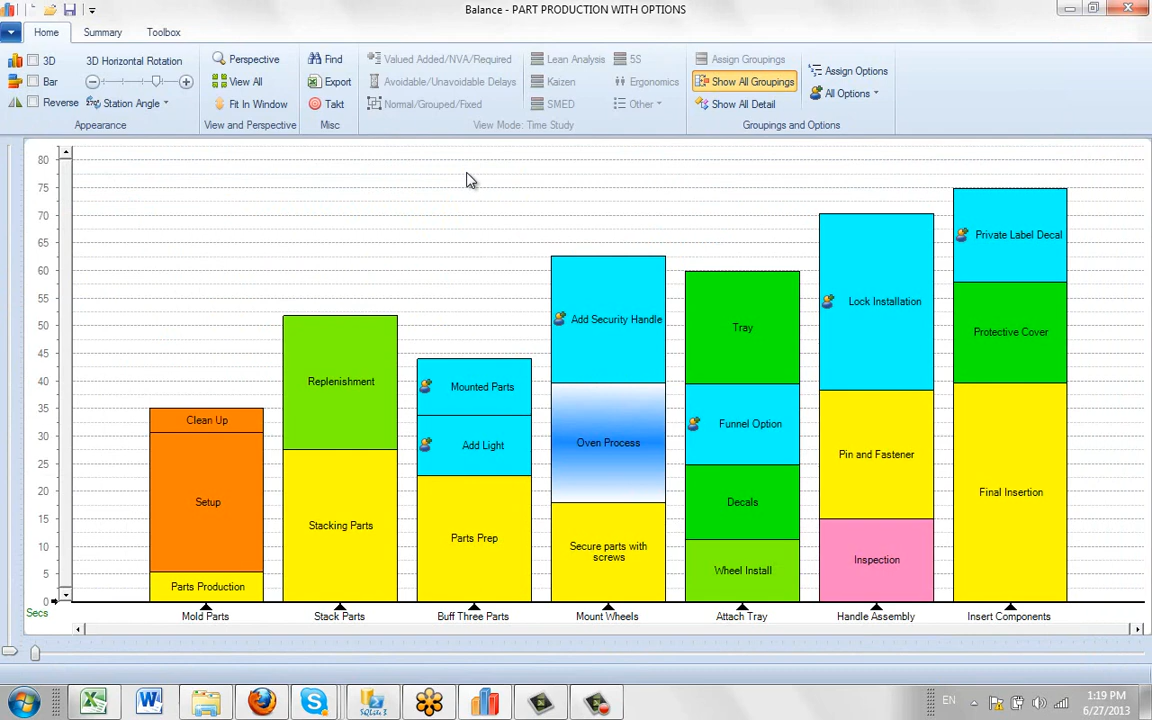 Balance - PART PRODUCTION WITH OPTIONS
Home Summary Toolbox
3D 3D Horizontal Rotation Perspective Find Valued Added/NVA/Required Lean Analysis 5S Assign Groupings Assign Options
Bar View All Export Avoidable/Unavoidable Delays Kaizen Ergonomics Show All Groupings All Options
Reverse Station Angle Fit In Window Takt Normal/Grouped/Fixed SMED Other Show All Detail
Appearance View and Perspective Misc View Mode: Time Study Groupings and Options
80
75
70
65
60
55
50
45
40
35
30
25
20
15
10
5
0
Secs
Clean Up
Setup
Parts Production
Replenishment
Stacking Parts
Mounted Parts
Add Light
Parts Prep
Add Security Handle
Oven Process
Secure parts with
screws
Tray
Funnel Option
Decals
Wheel Install
Lock Installation
Pin and Fastener
Inspection
Private Label Decal
Protective Cover
Final Insertion
Mold Parts Stack Parts Buff Three Parts Mount Wheels Attach Tray Handle Assembly Insert Components
SQLite3
EN
1:19 PM
6/27/2013